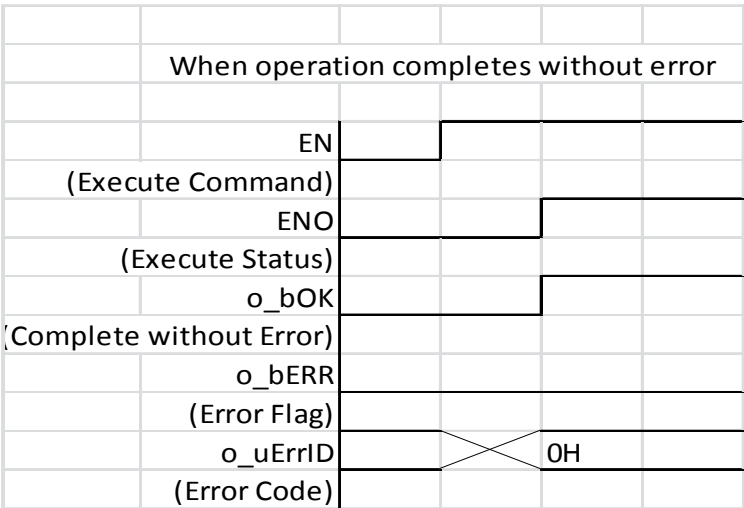 When operation completes without error
EN
(Execute Command)
ENO
(Execute Status)
o_bOK
(Complete without Error)
o_bERR
(Error Flag)
o_uErrID
0H
(Error Code)